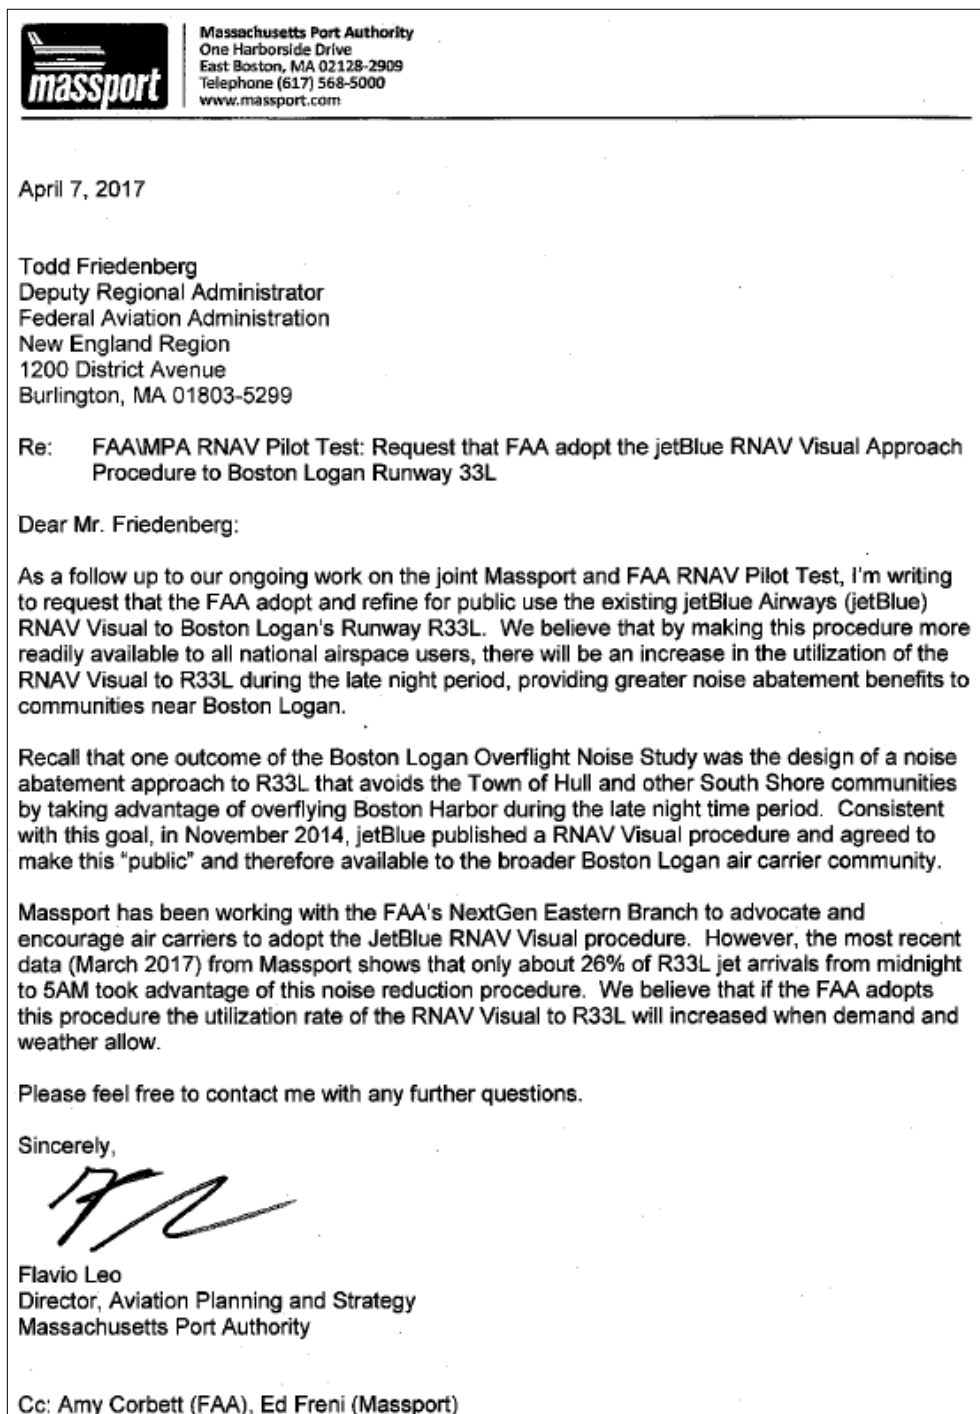 massport
Massachusetts Port Authority
One Harborside Drive
East Boston, MA 02128-2909
Telephone (617) 568-5000
www.massport.com
April 7, 2017
Todd Friedenberg
Deputy Regional Administrator
Federal Aviation Administration
New England Region
1200 District Avenue
Burlington, MA 01803-5299
Re: FAA\MPA RNAV Pilot Test: Request that FAA adopt the jetBlue RNAV Visual Approach
Procedure to Boston Logan Runway 33L
Dear Mr. Friedenberg:
As a follow up to our ongoing work on the joint Massport and FAA RNAV Pilot Test, I'm writing
to request that the FAA adopt and refine for public use the existing jetBlue Airways (jetBlue)
RNAV Visual to Boston Logan's Runway R33L. We believe that by making this procedure more
readily available to all national airspace users, there will be an increase in the utilization of the
RNAV Visual to R33L during the late night period, providing greater noise abatement benefits to
communities near Boston Logan.
Recall that one outcome of the Boston Logan Overflight Noise Study was the design of a noise
abatement approach to R33L that avoids the Town of Hull and other South Shore communities
by taking advantage of overflying Boston Harbor during the late night time period. Consistent
with this goal, in November 2014, jetBlue published a RNAV Visual procedure and agreed to
make this "public" and therefore available to the broader Boston Logan air carrier community.
Massport has been working with the FAA's NextGen Eastern Branch to advocate and
encourage air carriers to adopt the JetBlue RNAV Visual procedure. However, the most recent
data (March 2017) from Massport shows that only about 26% of R33L jet arrivals from midnight
to 5AM took advantage of this noise reduction procedure. We believe that if the FAA adopts
this procedure the utilization rate of the RNAV Visual to R33L will increased when demand and
weather allow.
Please feel free to contact me with any further questions.
Sincerely,
Flavio Leo
Director, Aviation Planning and Strategy
Massachusetts Port Authority
Cc: Amy Corbett (FAA), Ed Freni (Massport)